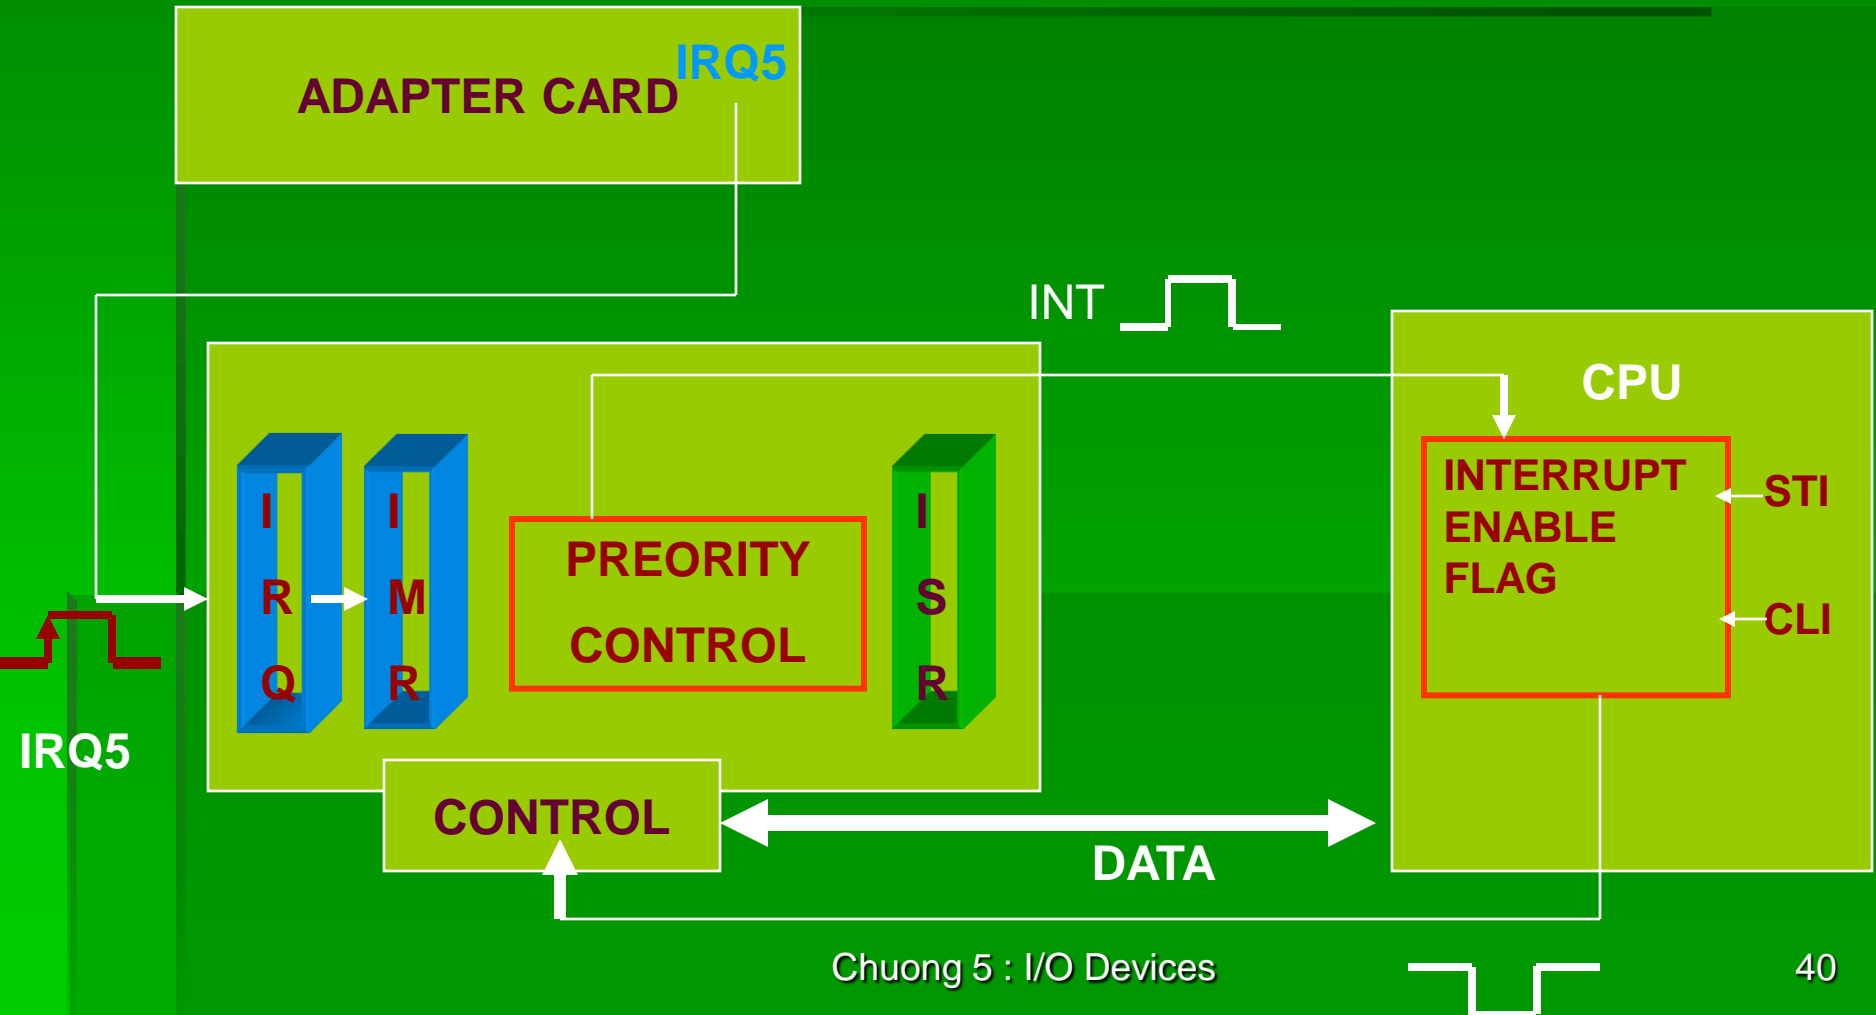 IRQ5
ADAPTER CARD
INT
CPU
INTERRUPT
ENABLE
FLAG
STI
CLI
I
R
Q
I
M
R
PREORITY
CONTROL
I
S
R
IRQ5
CONTROL
DATA
Chuong 5 : I/O Devices
40